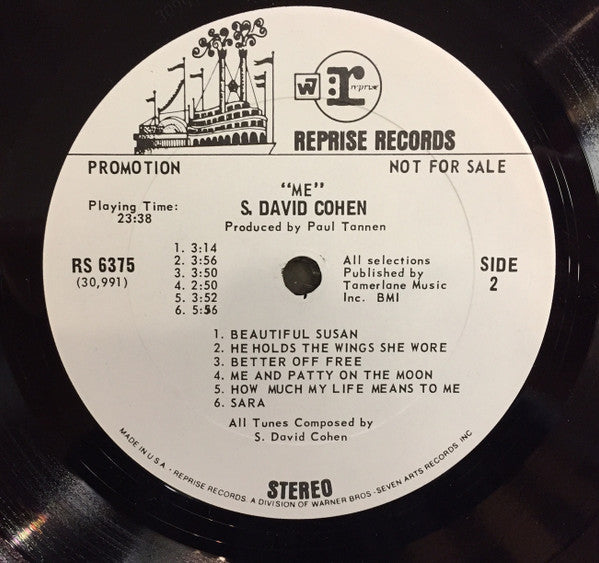 W7 r reprise
REPRISE RECORDS
PROMOTION NOT FOR SALE
"ME"
S. DAVID COHEN
Produced by Paul Tannen
Playing Time:
23:38
RS 6375
(30,991)
1. 3:14
2. 3:56
3. 3:50
4. 2:50
5. 3:52
6. 5:56
All selections
Published by
Tamerlane Music
Inc. BMI
SIDE
2
1. BEAUTIFUL SUSAN
2. HE HOLDS THE WINGS SHE WORE
3. BETTER OFF FREE
4. ME AND PATTY ON THE MOON
5. HOW MUCH MY LIFE MEANS TO ME
6. SARA
All Tunes Composed by
S. David Cohen
STEREO
MADE IN U.S.A. · REPRISE RECORDS, A DIVISION OF WARNER BROS.-SEVEN ARTS RECORDS, INC